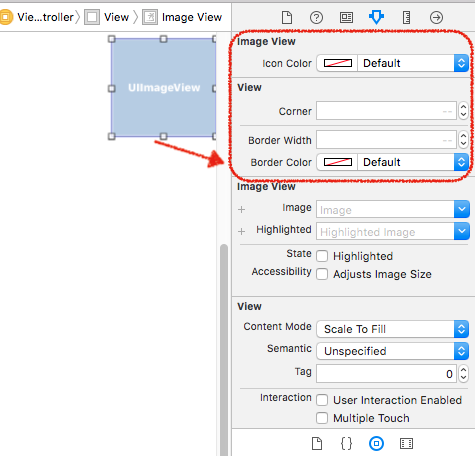 Vie...troller > View > Image View
UIImageView
Image View
Icon Color Default
View
Corner --
Border Width --
Border Color Default
Image View
+ Image Image
+ Highlighted Highlighted Image
State Highlighted
Accessibility Adjusts Image Size
View
Content Mode Scale To Fill
Semantic Unspecified
Tag 0
Interaction User Interaction Enabled
Multiple Touch